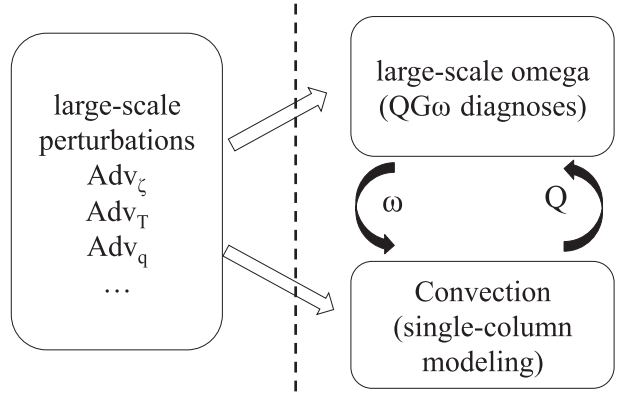 large-scale
perturbations
Adv_ζ
Adv_T
Adv_q
...
large-scale omega
(QGω diagnoses)
ω
Q
Convection
(single-column
modeling)